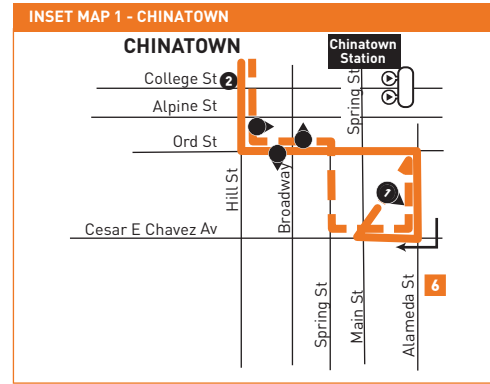 INSET MAP 1 - CHINATOWN
CHINATOWN
Chinatown
Station
College St
2
Alpine St
Spring St
Ord St
Hill St
Broadway
1
Cesar E Chavez Av
6
Spring St
Main St
Alameda St